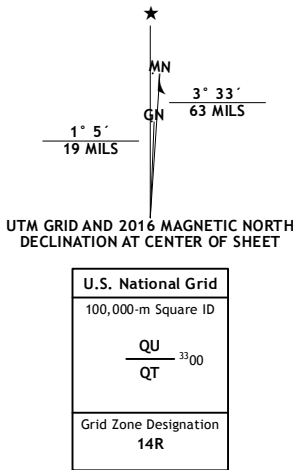 ★
MN
GN
3° 33´
63 MILS
1° 5´
19 MILS
UTM GRID AND 2016 MAGNETIC NORTH
DECLINATION AT CENTER OF SHEET
U.S. National Grid
100,000-m Square ID
QU
3300
QT
Grid Zone Designation
14R